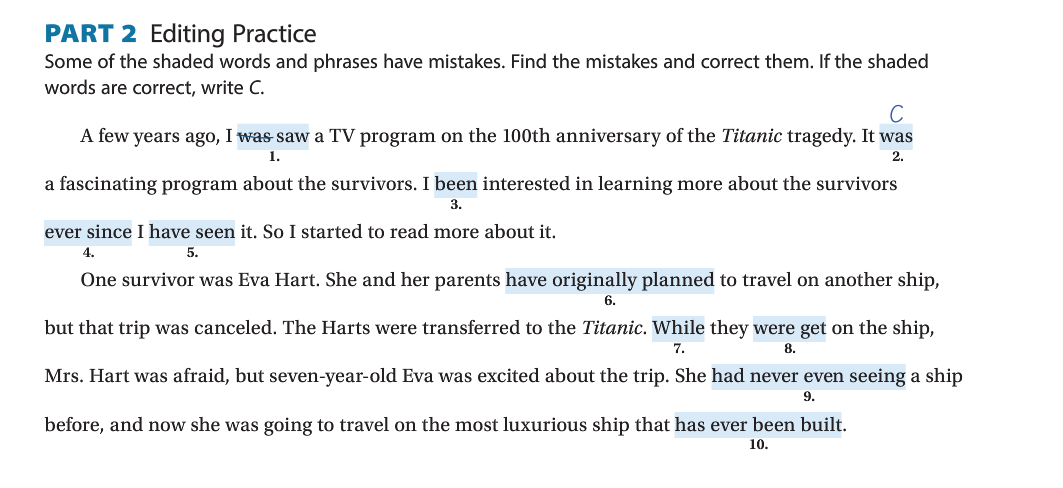 PART 2 Editing Practice
Some of the shaded words and phrases have mistakes. Find the mistakes and correct them. If the shaded
words are correct, write C.
C
A few years ago, I was saw a TV program on the 100th anniversary of the Titanic tragedy. It was
1. 2.
a fascinating program about the survivors. I been interested in learning more about the survivors
3.
ever since I have seen it. So I started to read more about it.
4. 5.
One survivor was Eva Hart. She and her parents have originally planned to travel on another ship,
6.
but that trip was canceled. The Harts were transferred to the Titanic. While they were get on the ship,
7. 8.
Mrs. Hart was afraid, but seven-year-old Eva was excited about the trip. She had never even seeing a ship
9.
before, and now she was going to travel on the most luxurious ship that has ever been built.
10.